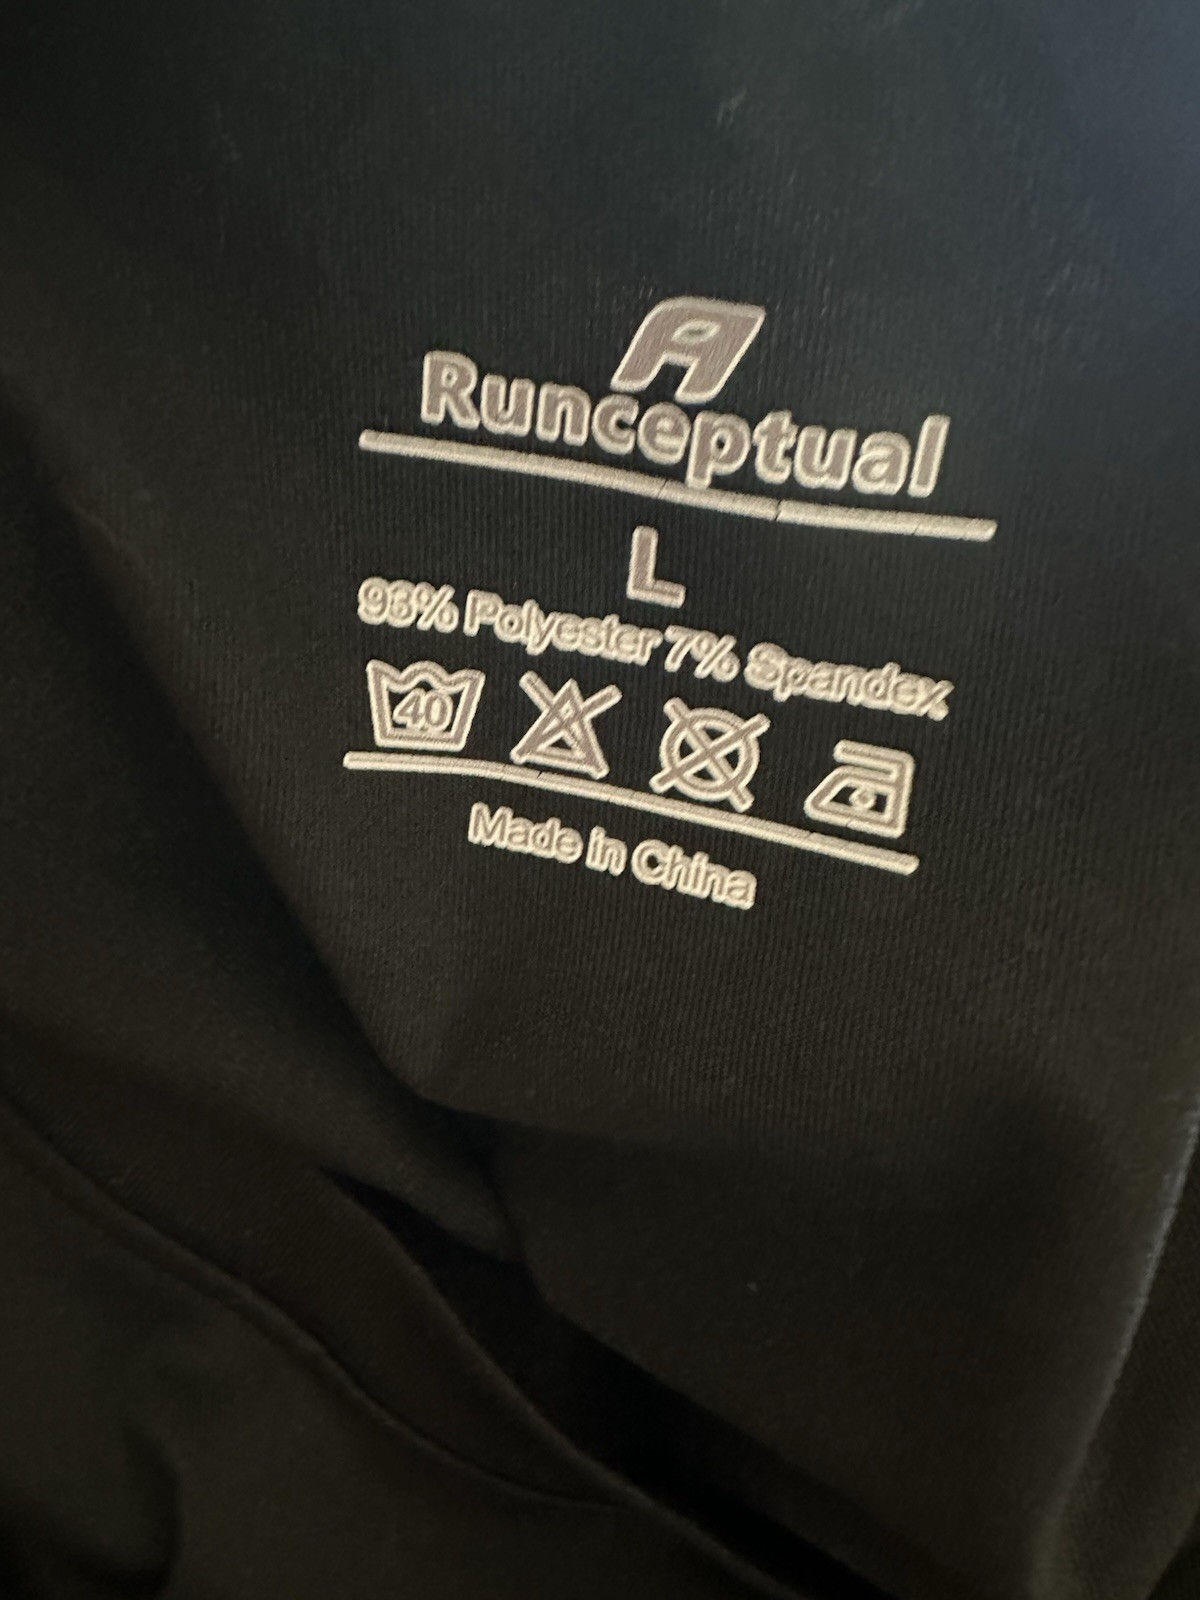 Runceptual
L
93% Polyester 7% Spandex
40
Made in China